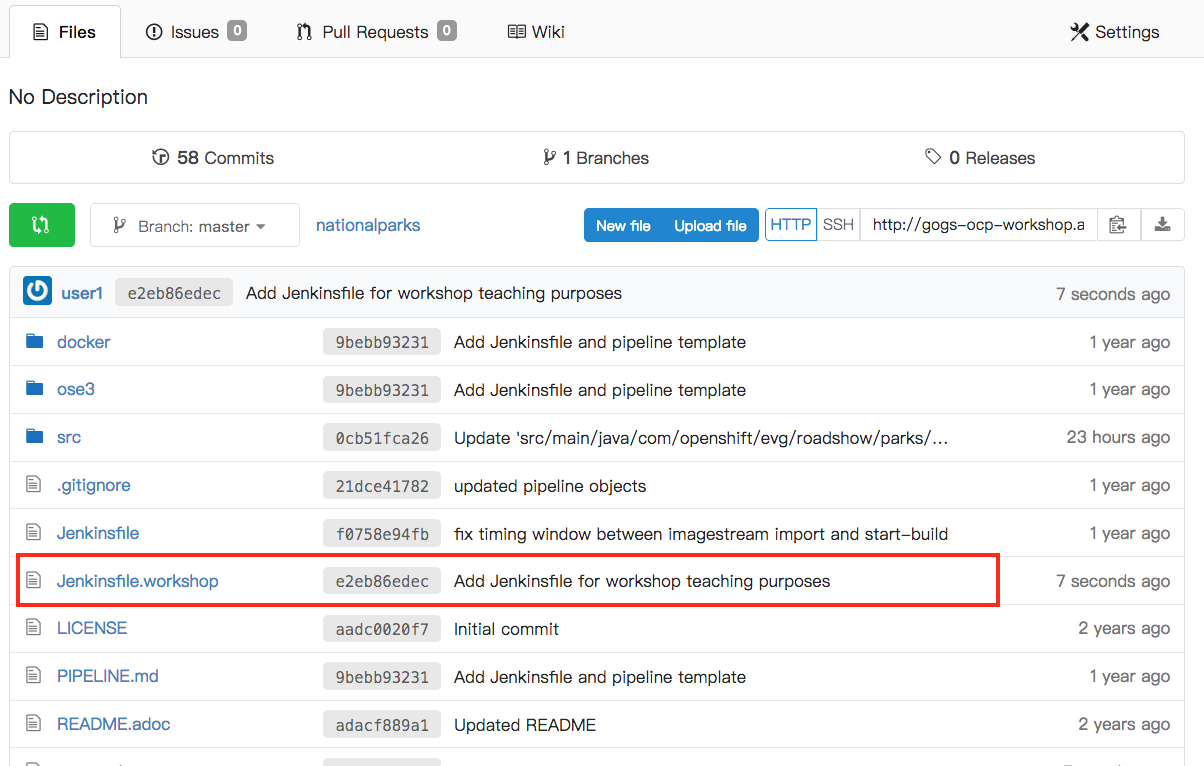 Files Issues 0 Pull Requests 0 Wiki Settings
No Description
58 Commits 1 Branches 0 Releases
Branch: master nationalparks New file Upload file HTTP SSH http://gogs-ocp-workshop.a
user1 e2eb86edec Add Jenkinsfile for workshop teaching purposes 7 seconds ago
docker 9bebb93231 Add Jenkinsfile and pipeline template 1 year ago
ose3 9bebb93231 Add Jenkinsfile and pipeline template 1 year ago
src 0cb51fca26 Update 'src/main/java/com/openshift/evg/roadshow/parks/... 23 hours ago
.gitignore 21dce41782 updated pipeline objects 1 year ago
Jenkinsfile f0758e94fb fix timing window between imagestream import and start-build 1 year ago
Jenkinsfile.workshop e2eb86edec Add Jenkinsfile for workshop teaching purposes 7 seconds ago
LICENSE aadc0020f7 Initial commit 2 years ago
PIPELINE.md 9bebb93231 Add Jenkinsfile and pipeline template 1 year ago
README.adoc adacf889a1 Updated README 2 years ago